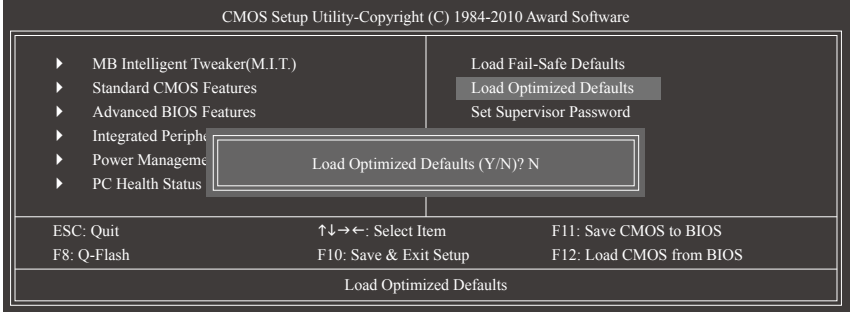 CMOS Setup Utility-Copyright (C) 1984-2010 Award Software
MB Intelligent Tweaker(M.I.T.)
Standard CMOS Features
Advanced BIOS Features
Integrated Periphe
Power Manageme
PC Health Status
Load Fail-Safe Defaults
Load Optimized Defaults
Set Supervisor Password
Load Optimized Defaults (Y/N)? N
ESC: Quit ↑↓→←: Select Item F11: Save CMOS to BIOS
F8: Q-Flash F10: Save & Exit Setup F12: Load CMOS from BIOS
Load Optimized Defaults